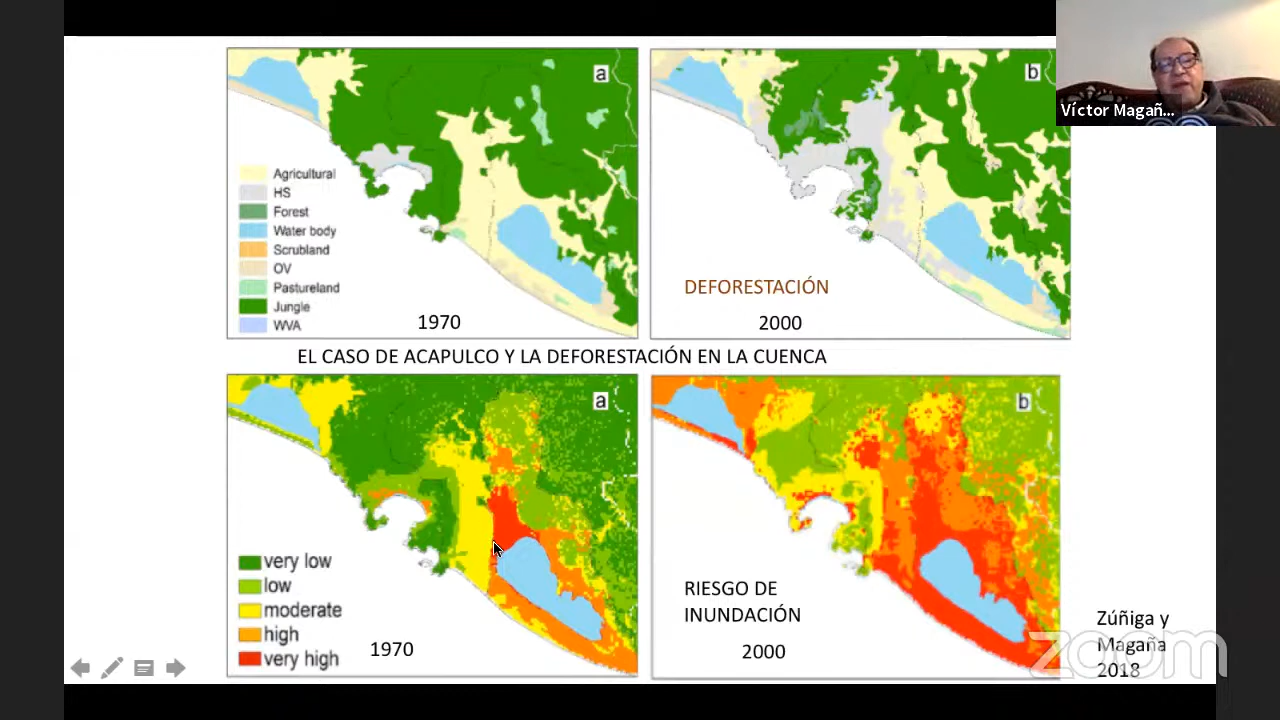 a
b
Víctor Magañ...
Agricultural
HS
Forest
Water body
Scrubland
OV
Pastureland
Jungle
WVA
1970
DEFORESTACIÓN
2000
EL CASO DE ACAPULCO Y LA DEFORESTACIÓN EN LA CUENCA
a
b
very low
low
moderate
high
very high
1970
RIESGO DE
INUNDACIÓN
2000
Zúñiga y
Magaña
2018
zoom